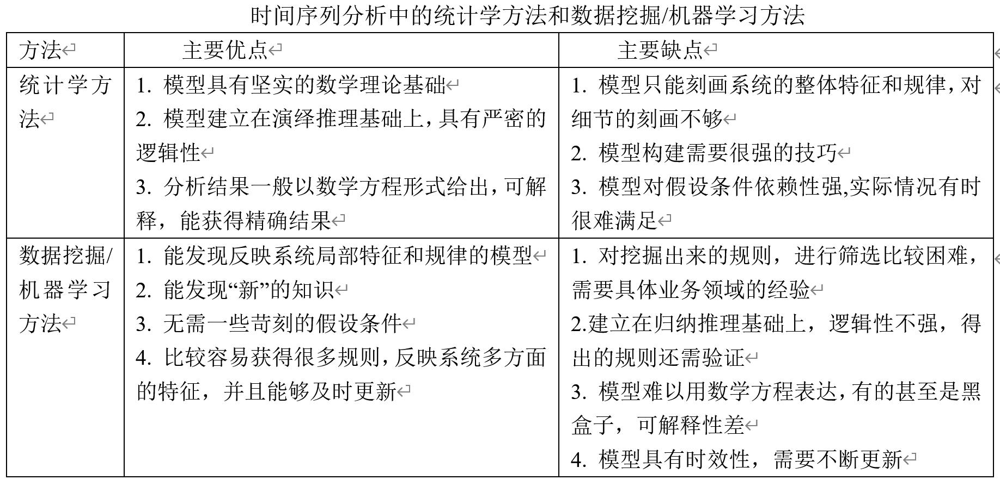 时间序列分析中的统计学方法和数据挖掘/机器学习方法
方法
主要优点
主要缺点
统计学方
法
1. 模型具有坚实的数学理论基础
2. 模型建立在演绎推理基础上，具有严密的
逻辑性
3. 分析结果一般以数学方程形式给出，可解
释，能获得精确结果
1. 模型只能刻画系统的整体特征和规律，对
细节的刻画不够
2. 模型构建需要很强的技巧
3. 模型对假设条件依赖性强,实际情况有时
很难满足
数据挖掘/
机器学习
方法
1. 能发现反映系统局部特征和规律的模型
2. 能发现“新”的知识
3. 无需一些苛刻的假设条件
4. 比较容易获得很多规则，反映系统多方面
的特征，并且能够及时更新
1. 对挖掘出来的规则，进行筛选比较困难，
需要具体业务领域的经验
2.建立在归纳推理基础上，逻辑性不强，得
出的规则还需验证
3. 模型难以用数学方程表达，有的甚至是黑
盒子，可解释性差
4. 模型具有时效性，需要不断更新